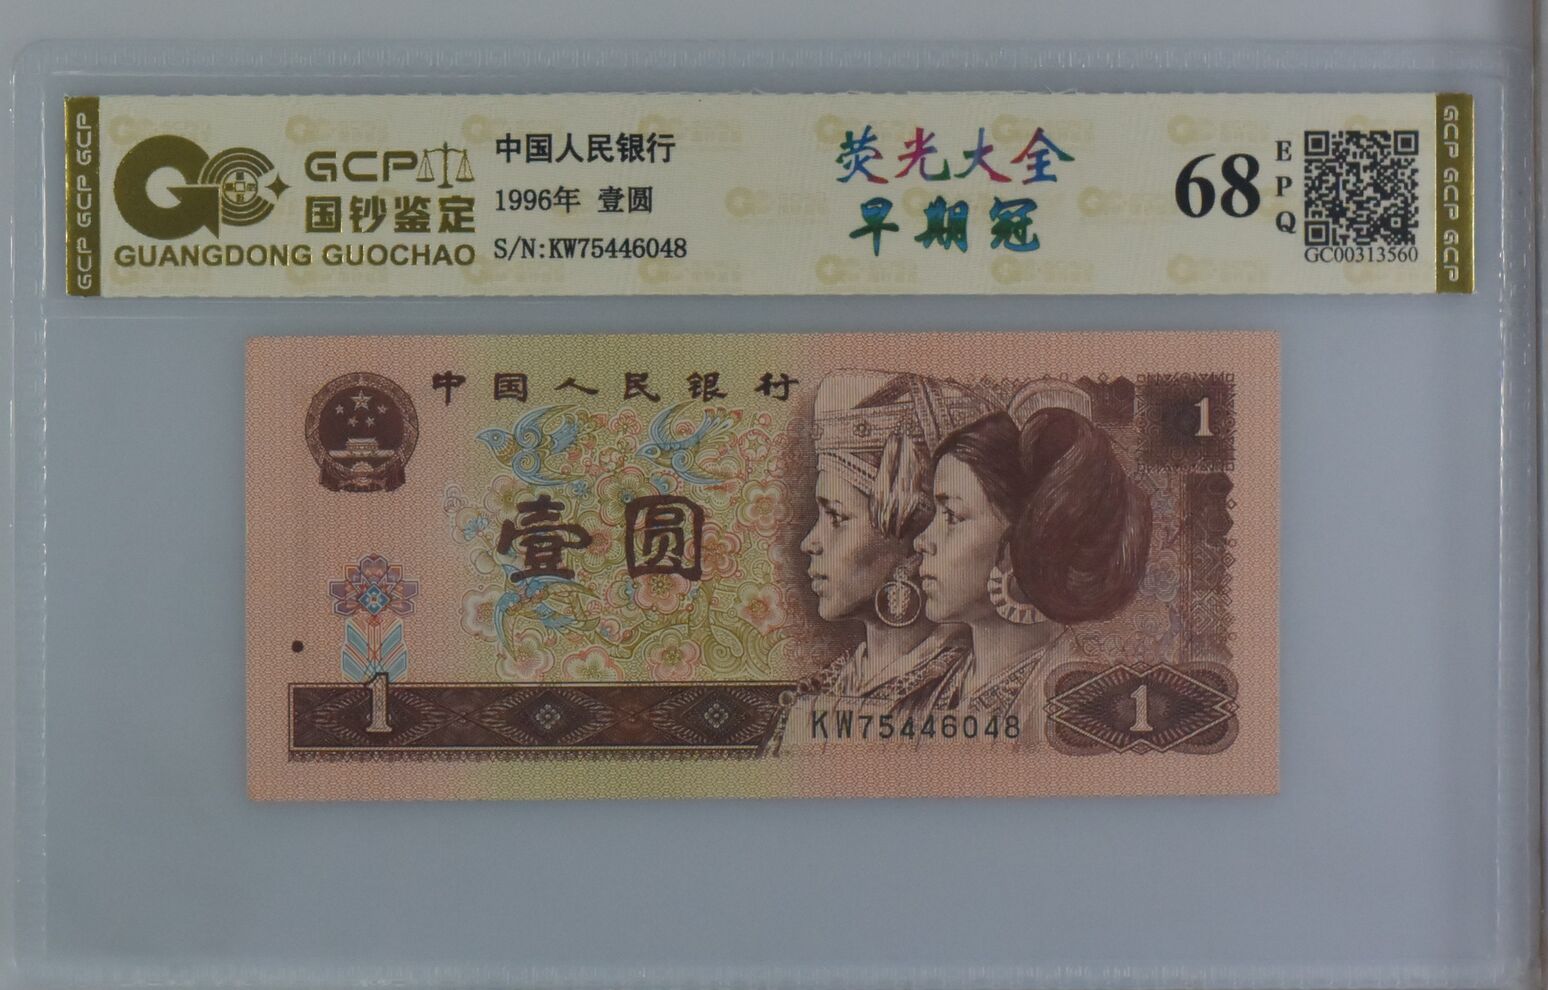 GCP GCP GCP
GCP
国钞鉴定
GUANGDONG GUOCHAO
中国人民银行
1996年 壹圆
S/N:KW75446048
荧光大全
早期冠
68
EPQ
GC00313560
GCP GCP GCP
中国人民银行
1
壹圆
1
KW75446048
1